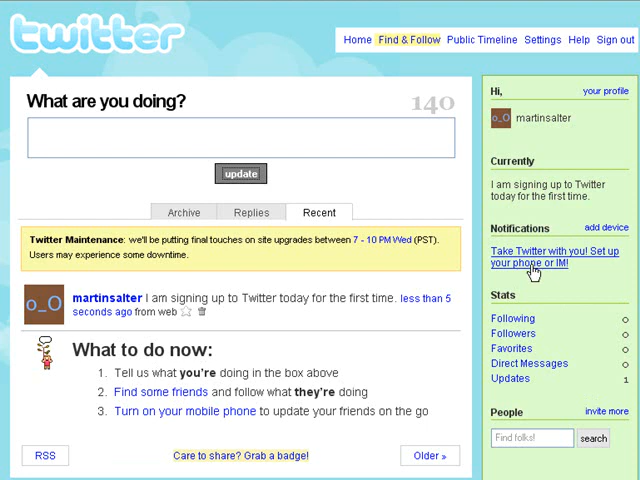 twitter
Home Find & Follow Public Timeline Settings Help Sign out
What are you doing? 140
update
Archive Replies Recent
Twitter Maintenance: we'll be putting final touches on site upgrades between 7 - 10 PM Wed (PST).
Users may experience some downtime.
o_O
martinsalter I am signing up to Twitter today for the first time. less than 5
seconds ago from web
What to do now:
1. Tell us what you're doing in the box above
2. Find some friends and follow what they're doing
3. Turn on your mobile phone to update your friends on the go
RSS Care to share? Grab a badge! Older »
Hi, your profile
o_O martinsalter
Currently
I am signing up to Twitter
today for the first time.
Notifications add device
Take Twitter with you! Set up
your phone or IM!
Stats
Following 0
Followers 0
Favorites 0
Direct Messages 0
Updates 1
People invite more
Find folks! search